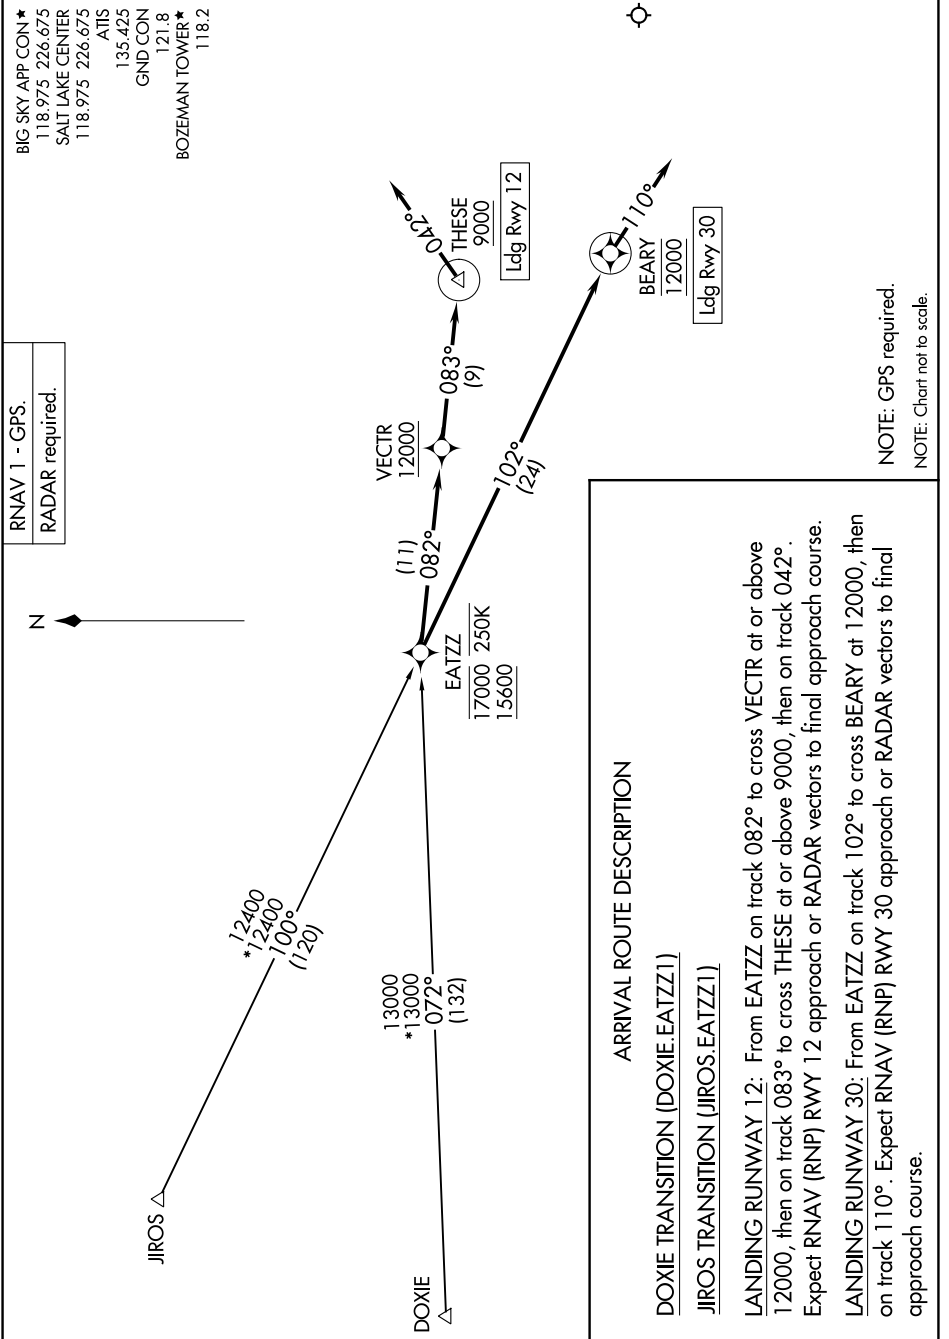 BIG SKY APP CON★
118.975 226.675
SALT LAKE CENTER
118.975 226.675
ATIS
135.425
GND CON
121.8
BOZEMAN TOWER★
118.2
RNAV 1 - GPS.
RADAR required.
N
JIROS
12400
*12400
100°
(120)
DOXIE
13000
*13000
072°
(132)
EATZZ
17000 250K
15600
(11)
082°
VECTR
12000
083°
(9)
042°
THESE
9000
Ldg Rwy 12
102°
(24)
110°
BEARY
12000
Ldg Rwy 30
NOTE: GPS required.
NOTE: Chart not to scale.
ARRIVAL ROUTE DESCRIPTION
DOXIE TRANSITION (DOXIE.EATZZ1)
JIROS TRANSITION (JIROS.EATZZ1)
LANDING RUNWAY 12: From EATZZ on track 082° to cross VECTR at or above
12000, then on track 083° to cross THESE at or above 9000, then on track 042°.
Expect RNAV (RNP) RWY 12 approach or RADAR vectors to final approach course.
LANDING RUNWAY 30: From EATZZ on track 102° to cross BEARY at 12000, then
on track 110°. Expect RNAV (RNP) RWY 30 approach or RADAR vectors to final
approach course.